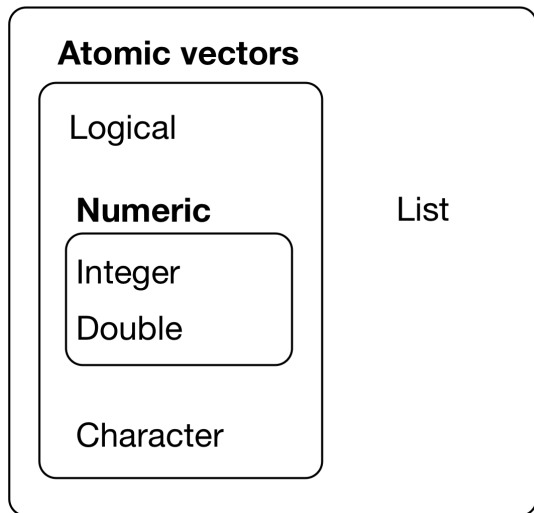 Atomic vectors
Logical
Numeric
List
Integer
Double
Character